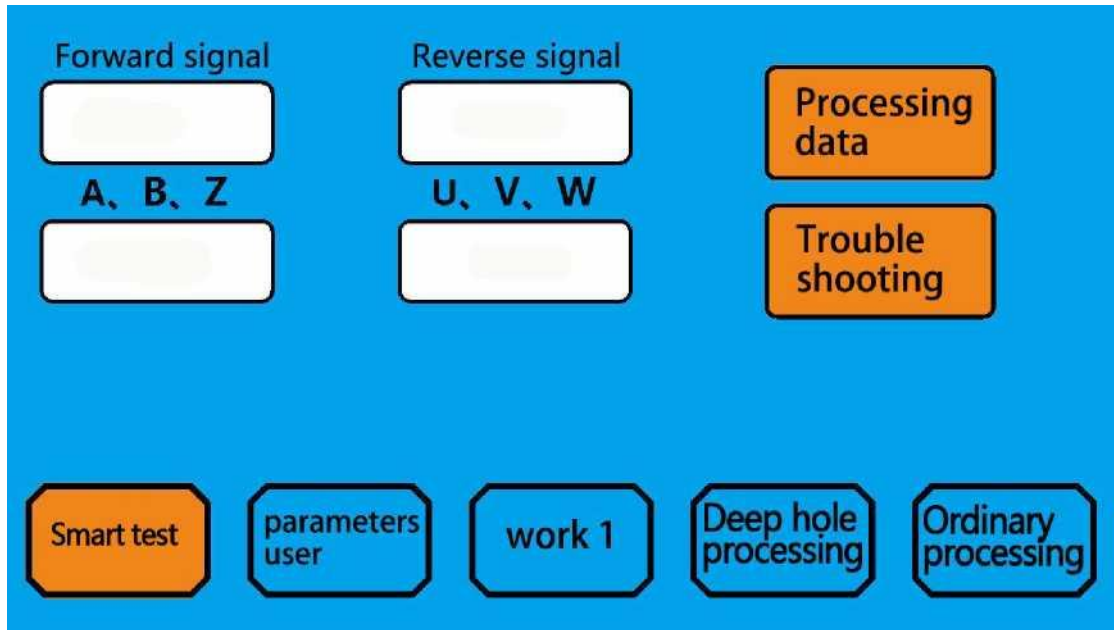 Forward signal
Reverse signal
Processing
data
A、B、Z
U、V、W
Trouble
shooting
Smart test
parameters
user
work 1
Deep hole
processing
Ordinary
processing